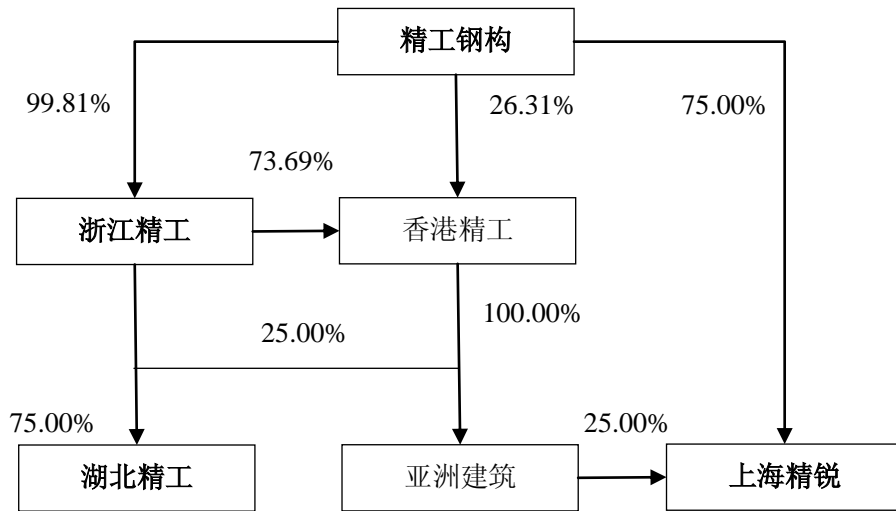 精工钢构
99.81%
26.31%
75.00%
73.69%
浙江精工
香港精工
100.00%
25.00%
75.00%
25.00%
湖北精工
亚洲建筑
上海精锐